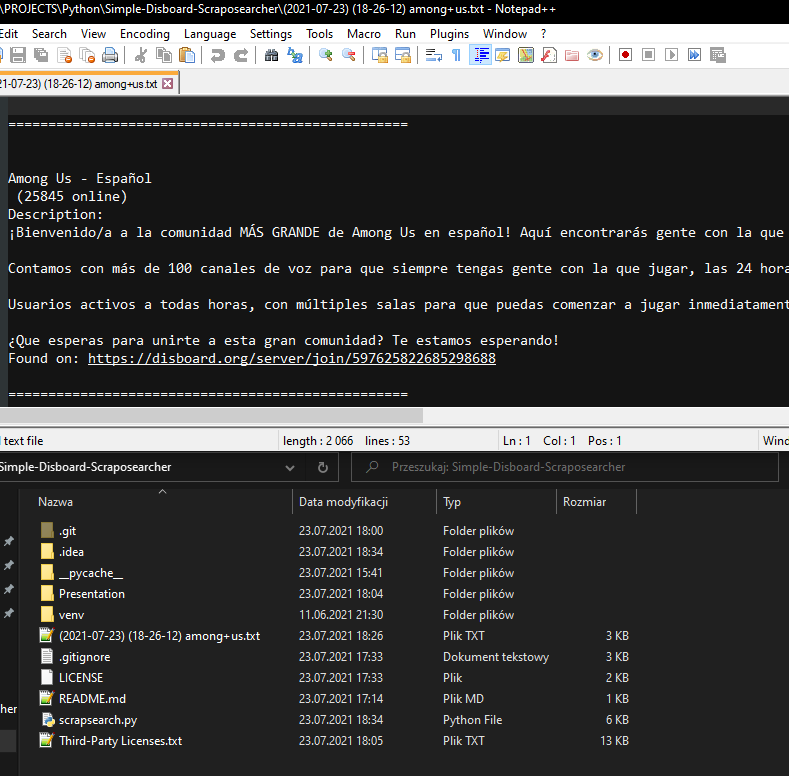 \PROJECTS\Python\Simple-Disboard-Scraposearcher\(2021-07-23) (18-26-12) among+us.txt - Notepad++
Edit Search View Encoding Language Settings Tools Macro Run Plugins Window ?
21-07-23) (18-26-12) among+us.txt
==================================================
Among Us - Español
(25845 online)
Description:
¡Bienvenido/a a la comunidad MÁS GRANDE de Among Us en español! Aquí encontrarás gente con la que
Contamos con más de 100 canales de voz para que siempre tengas gente con la que jugar, las 24 hora
Usuarios activos a todas horas, con múltiples salas para que puedas comenzar a jugar inmediatament
¿Que esperas para unirte a esta gran comunidad? Te estamos esperando!
Found on: https://disboard.org/server/join/597625822685298688
==================================================
l text file length : 2 066 lines : 53 Ln : 1 Col : 1 Pos : 1 Wind
Simple-Disboard-Scraposearcher Przeszukaj: Simple-Disboard-Scraposearcher
Nazwa Data modyfikacji Typ Rozmiar
.git 23.07.2021 18:00 Folder plików
.idea 23.07.2021 18:34 Folder plików
__pycache__ 23.07.2021 15:41 Folder plików
Presentation 23.07.2021 18:04 Folder plików
venv 11.06.2021 21:30 Folder plików
(2021-07-23) (18-26-12) among+us.txt 23.07.2021 18:26 Plik TXT 3 KB
.gitignore 23.07.2021 17:33 Dokument tekstowy 3 KB
LICENSE 23.07.2021 17:33 Plik 2 KB
README.md 23.07.2021 17:14 Plik MD 1 KB
her
scrapsearch.py 23.07.2021 18:34 Python File 6 KB
Third-Party Licenses.txt 23.07.2021 18:05 Plik TXT 13 KB